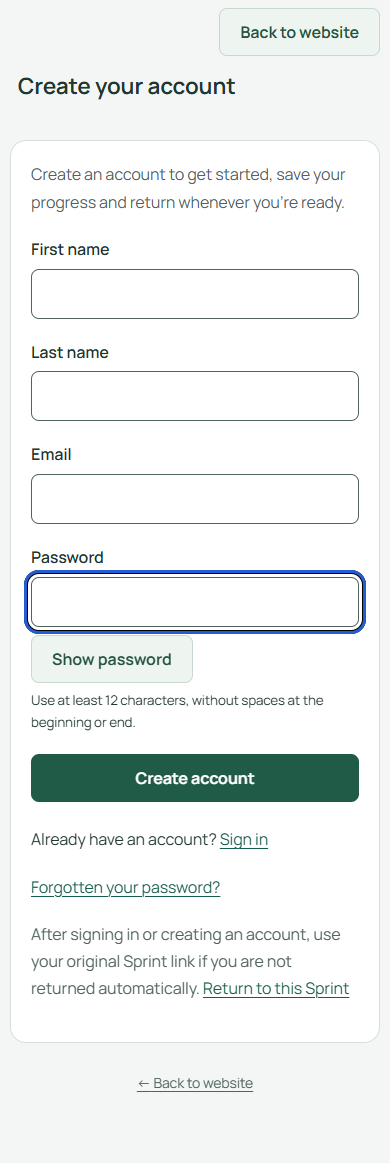 Back to website
Create your account
Create an account to get started, save your
progress and return whenever you're ready.
First name
Last name
Email
Password
Show password
Use at least 12 characters, without spaces at the
beginning or end.
Create account
Already have an account? Sign in
Forgotten your password?
After signing in or creating an account, use
your original Sprint link if you are not
returned automatically. Return to this Sprint
← Back to website